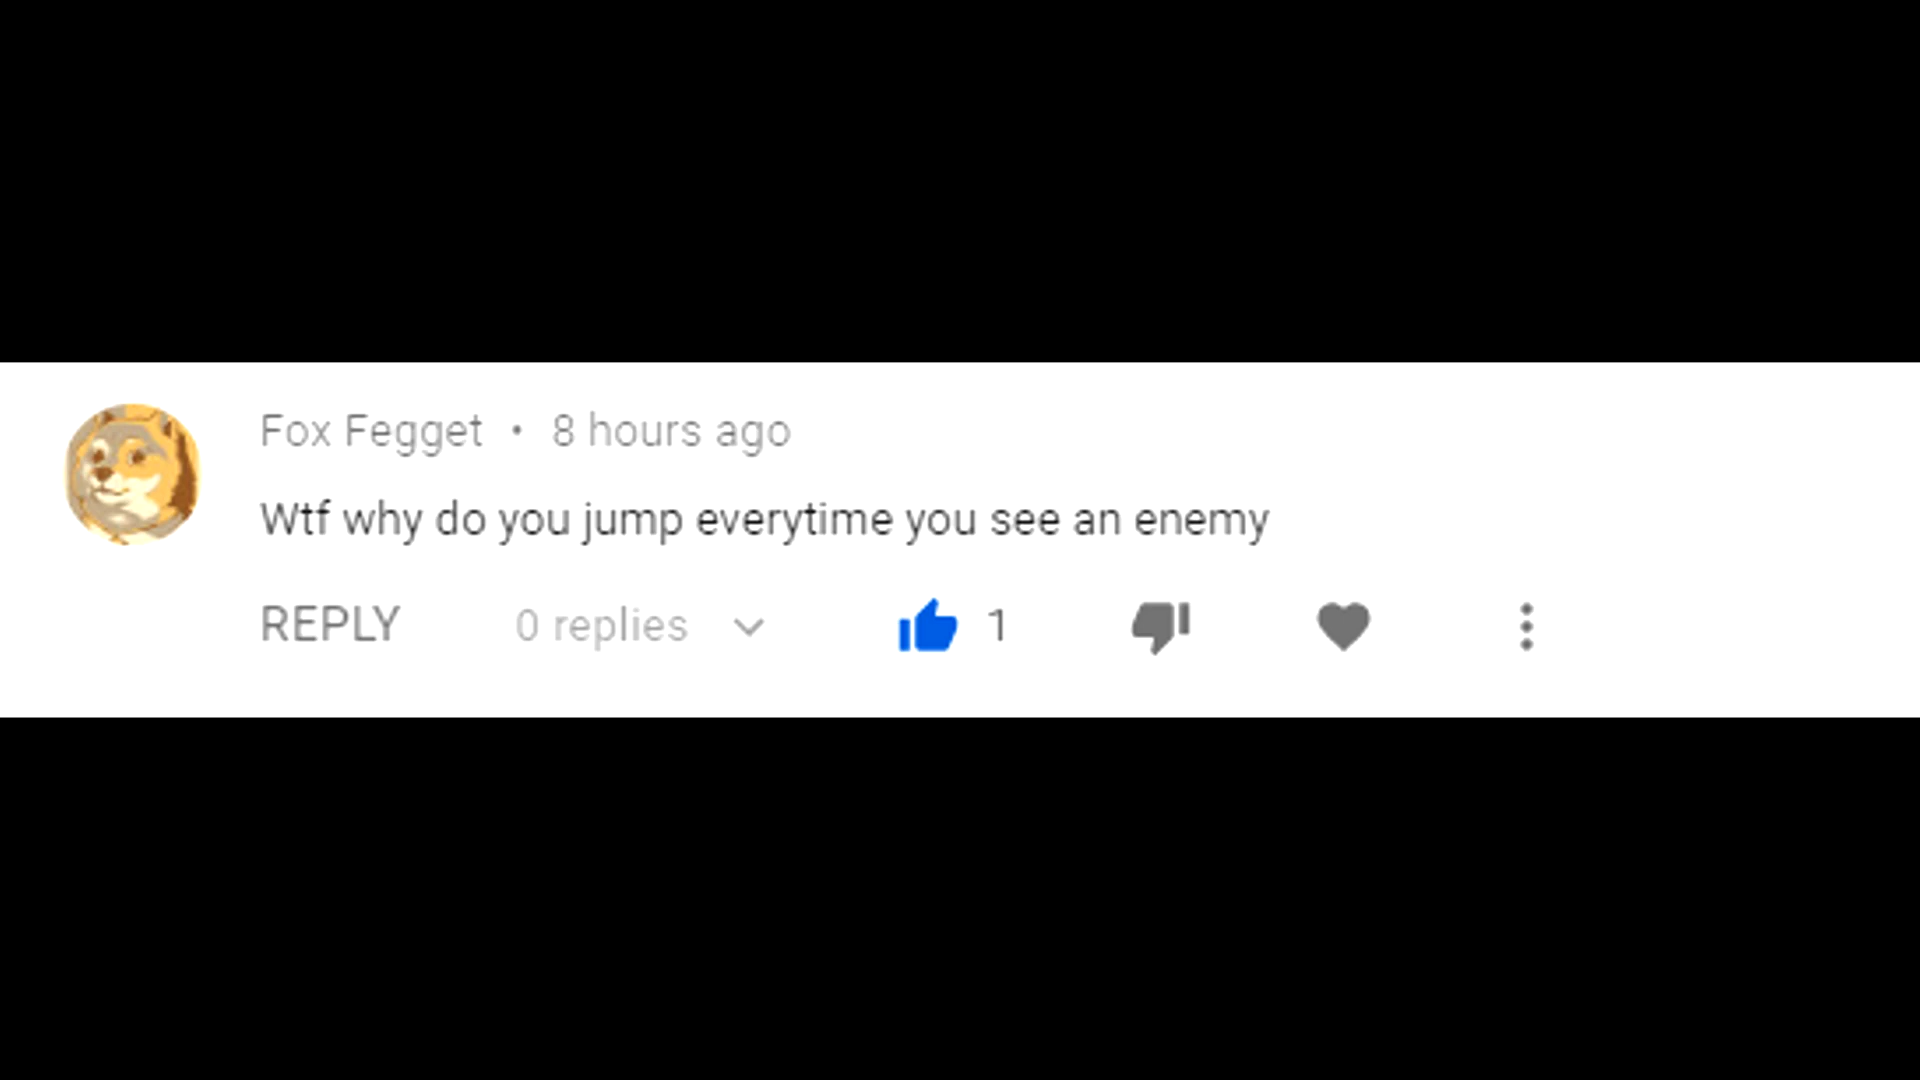 Fox Fegget • 8 hours ago
Wtf why do you jump everytime you see an enemy
REPLY 0 replies 1